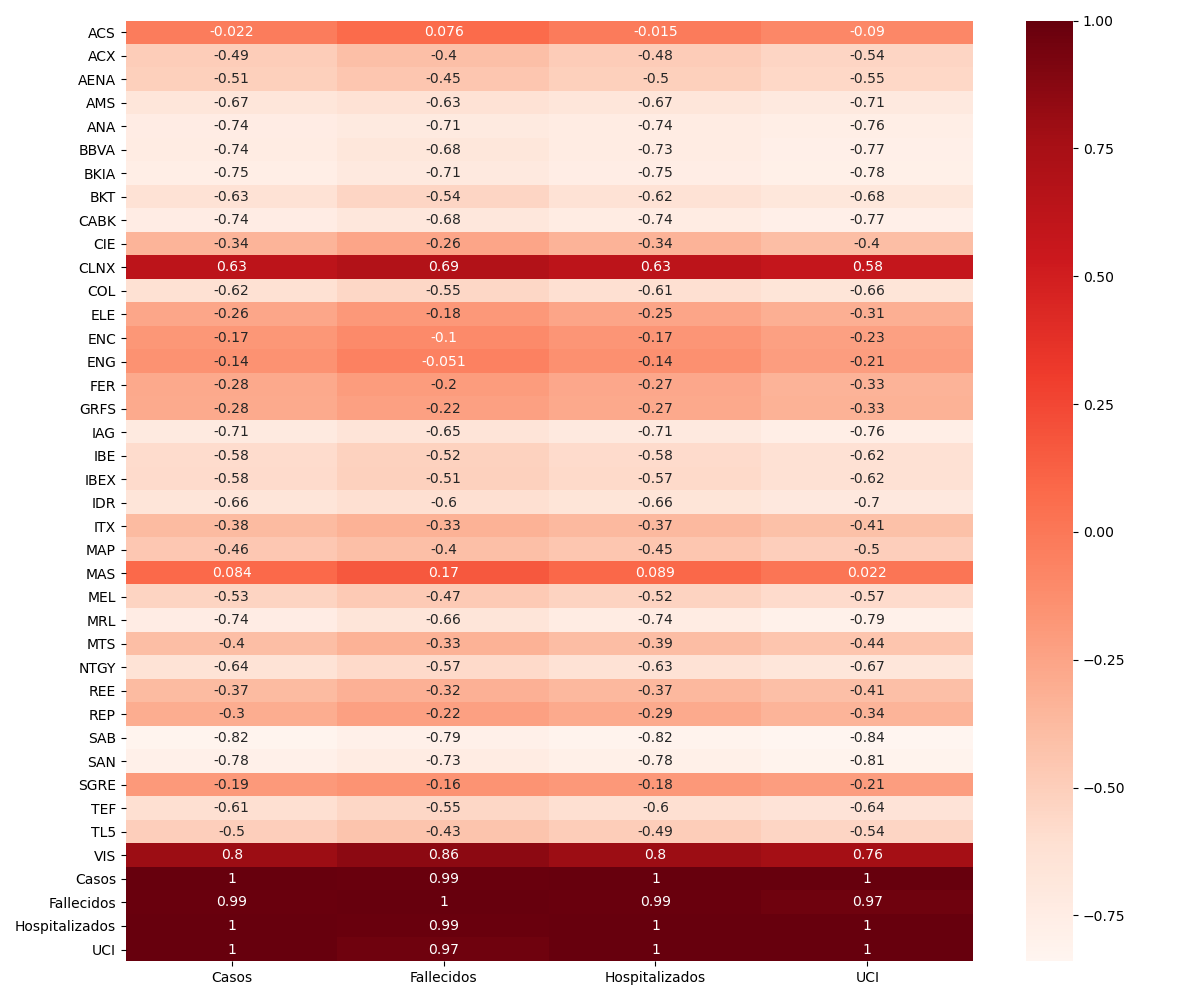 ACS -0.022 0.076 -0.015 -0.09
ACX -0.49 -0.4 -0.48 -0.54
AENA -0.51 -0.45 -0.5 -0.55
AMS -0.67 -0.63 -0.67 -0.71
ANA -0.74 -0.71 -0.74 -0.76
BBVA -0.74 -0.68 -0.73 -0.77
BKIA -0.75 -0.71 -0.75 -0.78
BKT -0.63 -0.54 -0.62 -0.68
CABK -0.74 -0.68 -0.74 -0.77
CIE -0.34 -0.26 -0.34 -0.4
CLNX 0.63 0.69 0.63 0.58
COL -0.62 -0.55 -0.61 -0.66
ELE -0.26 -0.18 -0.25 -0.31
ENC -0.17 -0.1 -0.17 -0.23
ENG -0.14 -0.051 -0.14 -0.21
FER -0.28 -0.2 -0.27 -0.33
GRFS -0.28 -0.22 -0.27 -0.33
IAG -0.71 -0.65 -0.71 -0.76
IBE -0.58 -0.52 -0.58 -0.62
IBEX -0.58 -0.51 -0.57 -0.62
IDR -0.66 -0.6 -0.66 -0.7
ITX -0.38 -0.33 -0.37 -0.41
MAP -0.46 -0.4 -0.45 -0.5
MAS 0.084 0.17 0.089 0.022
MEL -0.53 -0.47 -0.52 -0.57
MRL -0.74 -0.66 -0.74 -0.79
MTS -0.4 -0.33 -0.39 -0.44
NTGY -0.64 -0.57 -0.63 -0.67
REE -0.37 -0.32 -0.37 -0.41
REP -0.3 -0.22 -0.29 -0.34
SAB -0.82 -0.79 -0.82 -0.84
SAN -0.78 -0.73 -0.78 -0.81
SGRE -0.19 -0.16 -0.18 -0.21
TEF -0.61 -0.55 -0.6 -0.64
TL5 -0.5 -0.43 -0.49 -0.54
VIS 0.8 0.86 0.8 0.76
Casos 1 0.99 1 1
Fallecidos 0.99 1 0.99 0.97
Hospitalizados 1 0.99 1 1
UCI 1 0.97 1 1
Casos Fallecidos Hospitalizados UCI
1.00
0.75
0.50
0.25
0.00
−0.25
−0.50
−0.75